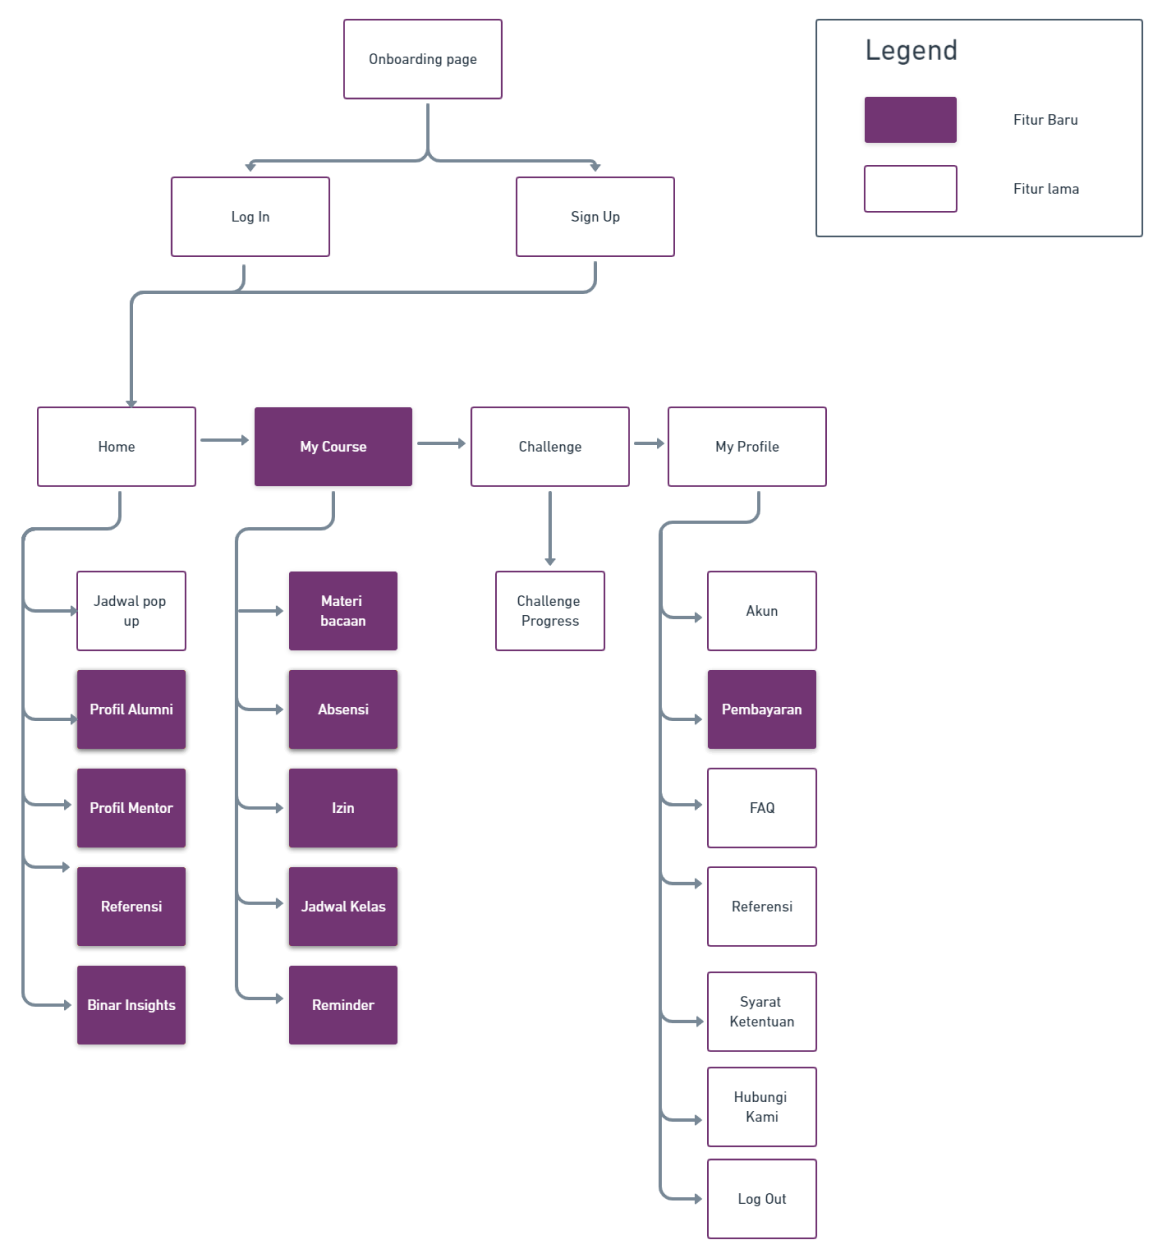 Onboarding page
Legend
Fitur Baru
Fitur lama
Log In
Sign Up
Home
My Course
Challenge
My Profile
Jadwal pop
up
Profil Alumni
Profil Mentor
Referensi
Binar Insights
Materi
bacaan
Absensi
Izin
Jadwal Kelas
Reminder
Challenge
Progress
Akun
Pembayaran
FAQ
Referensi
Syarat
Ketentuan
Hubungi
Kami
Log Out